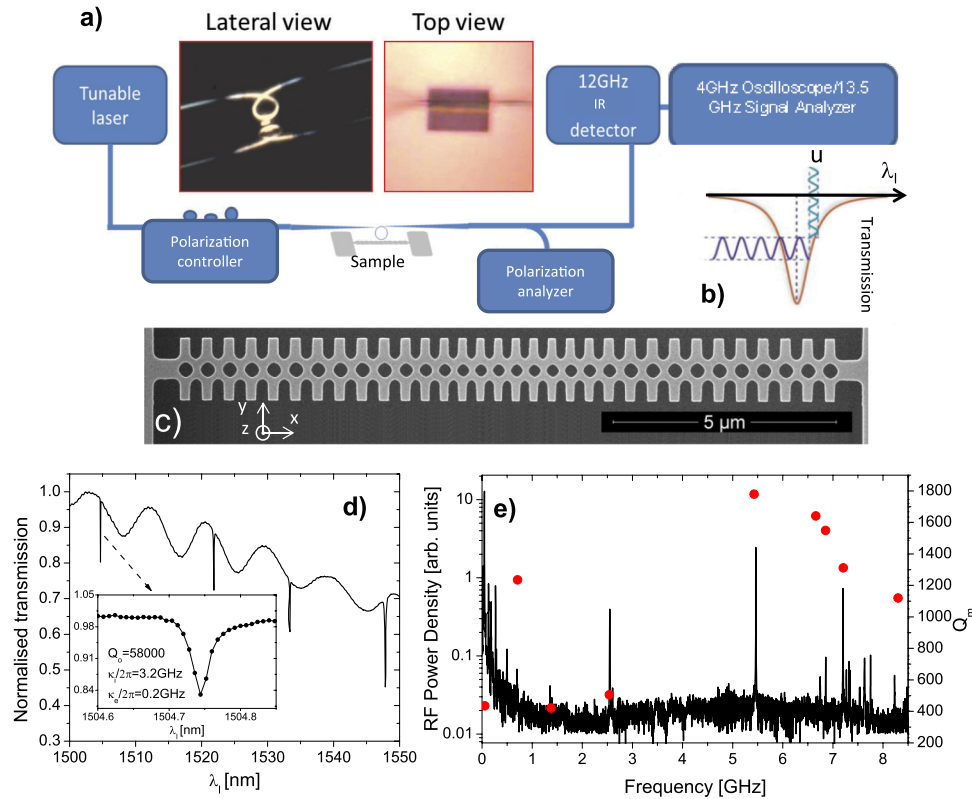 a)
Lateral view
Top view
Tunable
laser
12GHz
IR
detector
4GHz Oscilloscope/13.5
GHz Signal Analyzer
Polarization
controller
Sample
Polarization
analyzer
u
λl
Transmission
b)
c)
y
z
x
5 µm
d)
Normalised transmission
1.0
0.9
0.8
0.7
0.6
0.5
0.4
0.3
1500
1510
1520
1530
1540
1550
λl [nm]
1.05
0.98
0.91
0.84
Qo=58000
κi/2π=3.2GHz
κe/2π=0.2GHz
1504.6
1504.7
1504.8
λl [nm]
e)
RF Power Density [arb. units]
10
1
0.1
0.01
0
1
2
3
4
5
6
7
8
Frequency [GHz]
1800
1600
1400
1200
1000
800
600
400
200
Qm